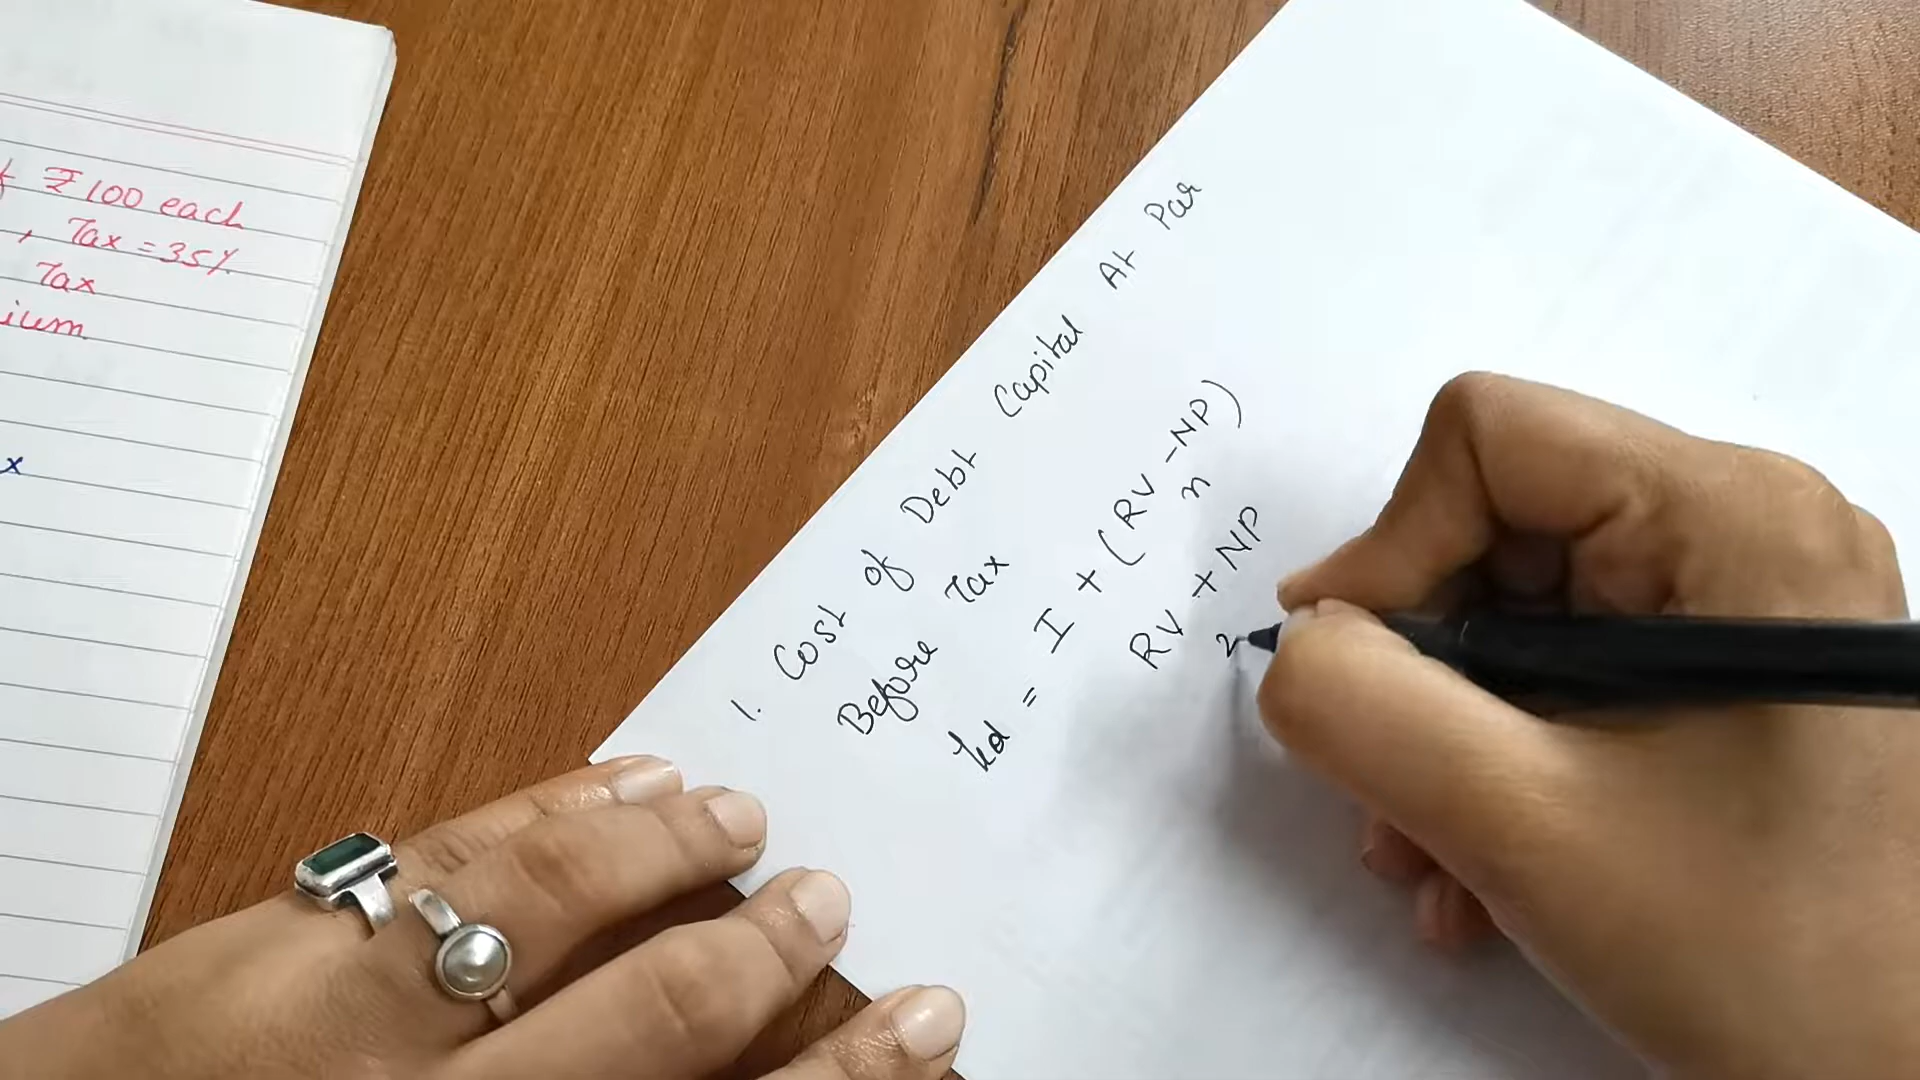 ₹100 each
, Tax = 35%
Tax
ium
x
1. Cost of Debt Capital At Par
Before Tax
Kd = I + (RV - NP)
n
RV + NP
2